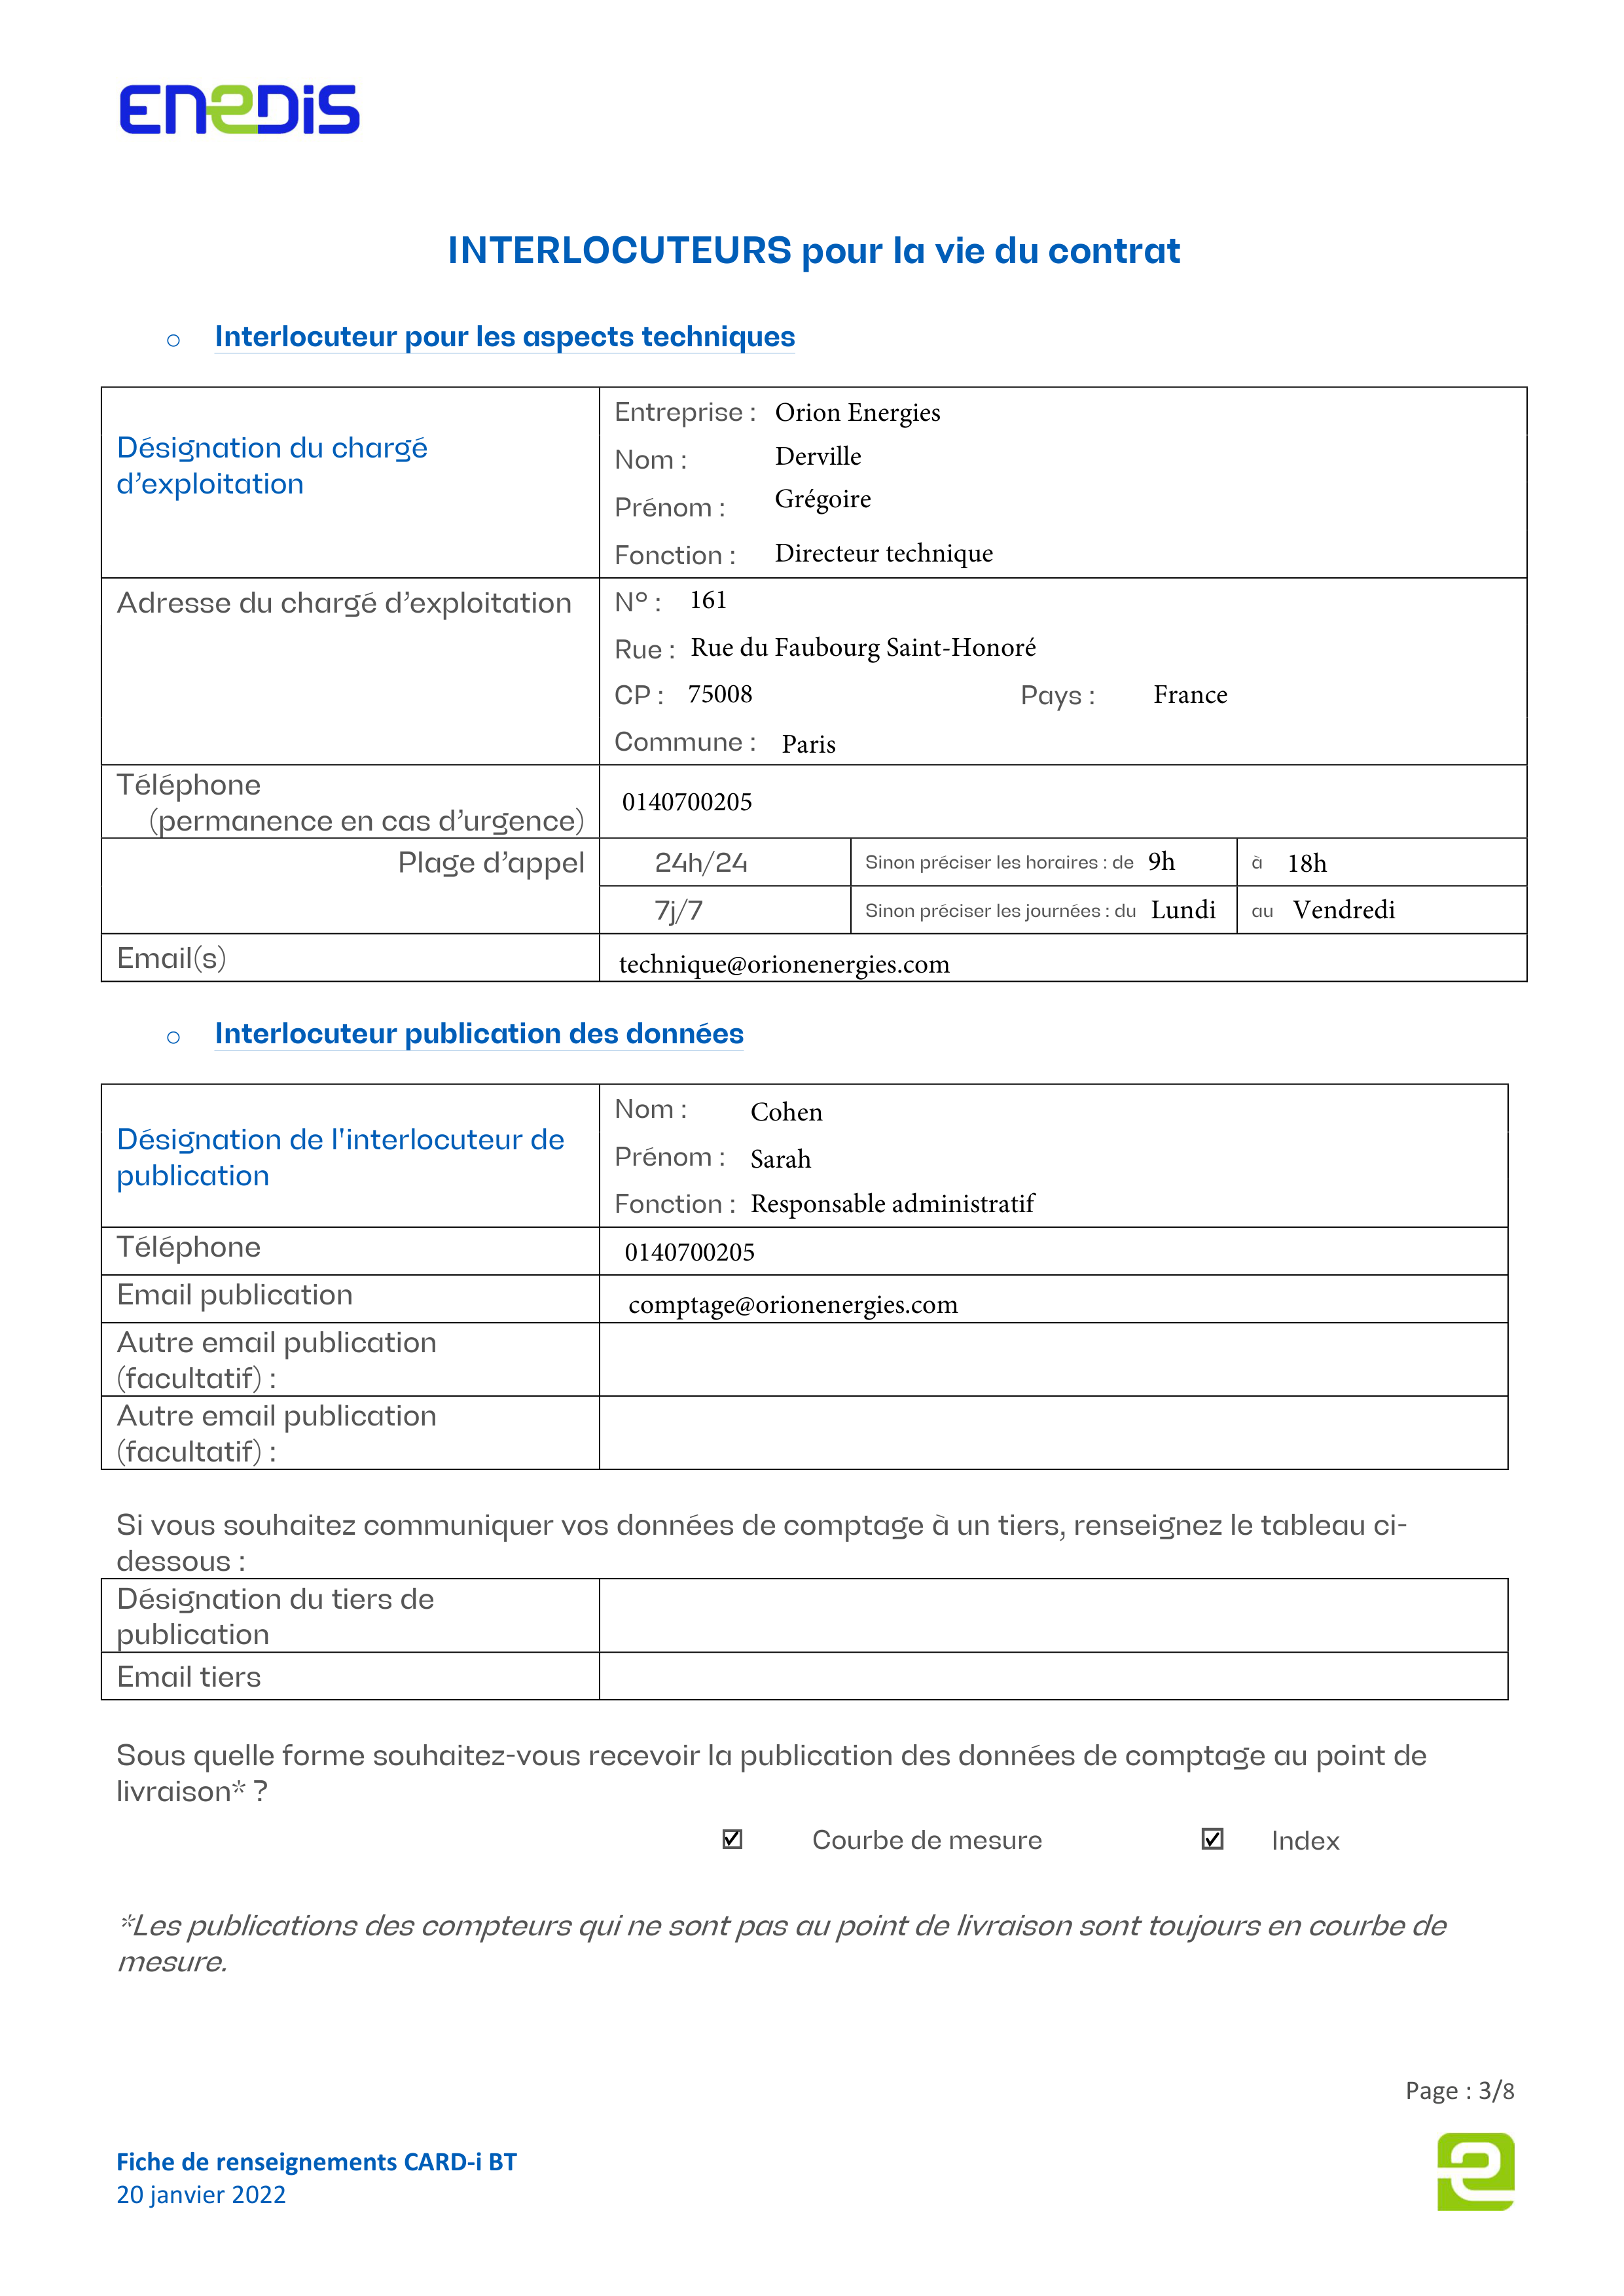 ENEDIS
INTERLOCUTEURS pour la vie du contrat
o Interlocuteur pour les aspects techniques
Désignation du chargé
d’exploitation
Entreprise : Orion Energies
Nom : Derville
Prénom : Grégoire
Fonction : Directeur technique
Adresse du chargé d’exploitation
N° : 161
Rue : Rue du Faubourg Saint-Honoré
CP : 75008 Pays : France
Commune : Paris
Téléphone
(permanence en cas d’urgence)
0140700205
Plage d’appel
24h/24 Sinon préciser les horaires : de 9h à 18h
7j/7 Sinon préciser les journées : du Lundi au Vendredi
Email(s) technique@orionenergies.com
o Interlocuteur publication des données
Désignation de l'interlocuteur de
publication
Nom : Cohen
Prénom : Sarah
Fonction : Responsable administratif
Téléphone 0140700205
Email publication comptage@orionenergies.com
Autre email publication
(facultatif) :
Autre email publication
(facultatif) :
Si vous souhaitez communiquer vos données de comptage à un tiers, renseignez le tableau ci-
dessous :
Désignation du tiers de
publication
Email tiers
Sous quelle forme souhaitez-vous recevoir la publication des données de comptage au point de
livraison* ?
☑ Courbe de mesure ☑ Index
*Les publications des compteurs qui ne sont pas au point de livraison sont toujours en courbe de
mesure.
Page : 3/8
Fiche de renseignements CARD-i BT
20 janvier 2022